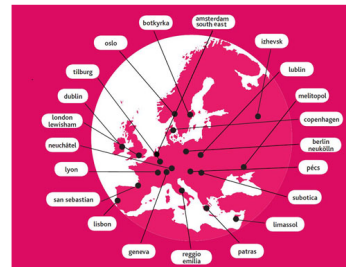 botkyrka
amsterdam
south east
oslo
izhevsk
tilburg
lublin
dublin
melitopol
london
lewisham
copenhagen
neuchâtel
berlin
neukölln
lyon
pécs
san sebastian
subotica
lisbon
limassol
geneva
reggio
emilia
patras